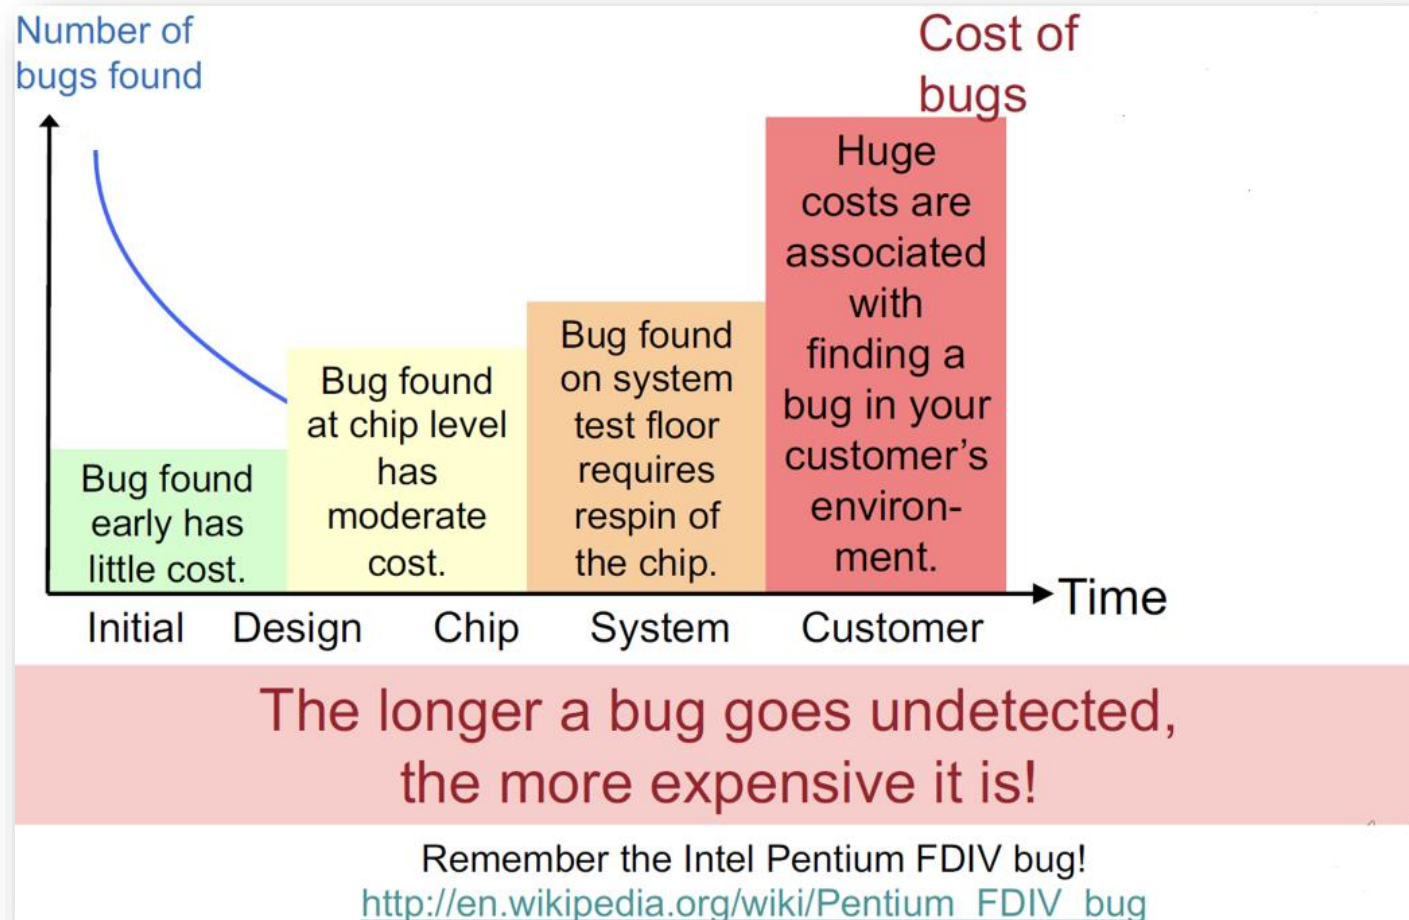 Number of
bugs found
Cost of
bugs
Bug found
early has
little cost.
Bug found
at chip level
has
moderate
cost.
Bug found
on system
test floor
requires
respin of
the chip.
Huge
costs are
associated
with
finding a
bug in your
customer’s
environ-
ment.
Time
Initial Design Chip System Customer
The longer a bug goes undetected,
the more expensive it is!
Remember the Intel Pentium FDIV bug!
http://en.wikipedia.org/wiki/Pentium_FDIV_bug